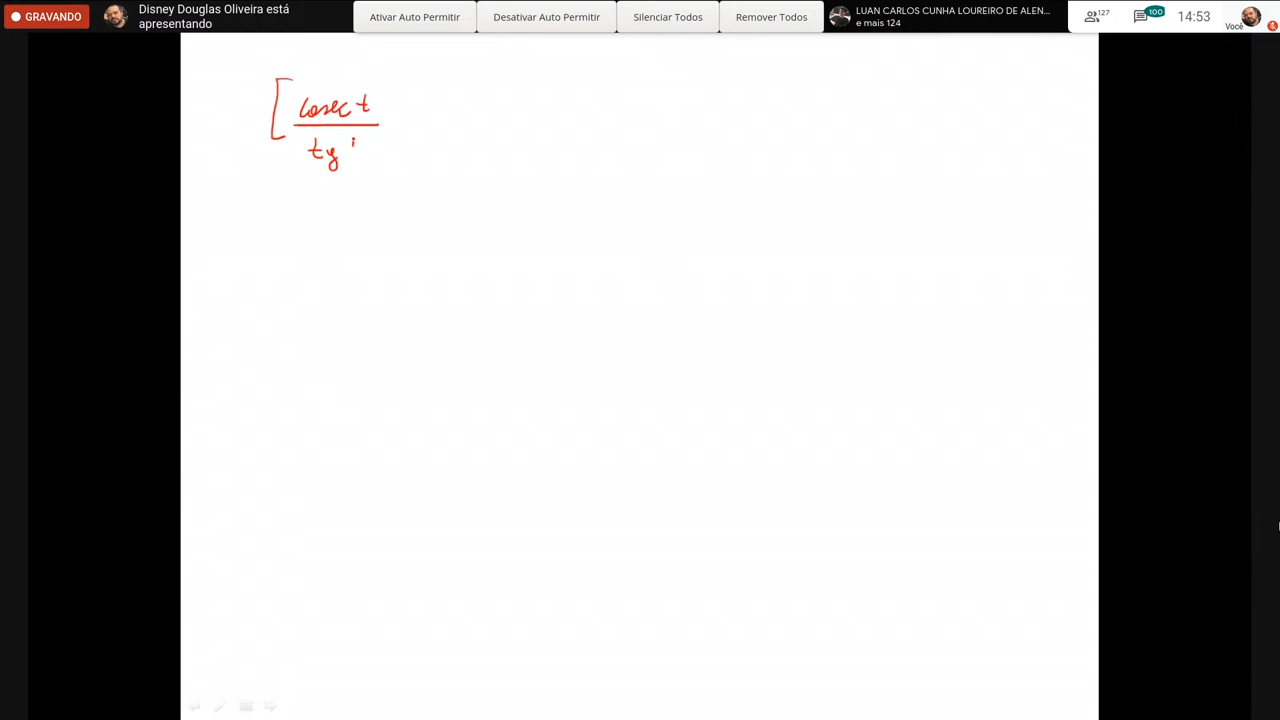 GRAVANDO
Disney Douglas Oliveira está
apresentando
Ativar Auto Permitir
Desativar Auto Permitir
Silenciar Todos
Remover Todos
LUAN CARLOS CUNHA LOUREIRO DE ALEN...
e mais 124
127
100
14:53
Você
[ cosec t
tg